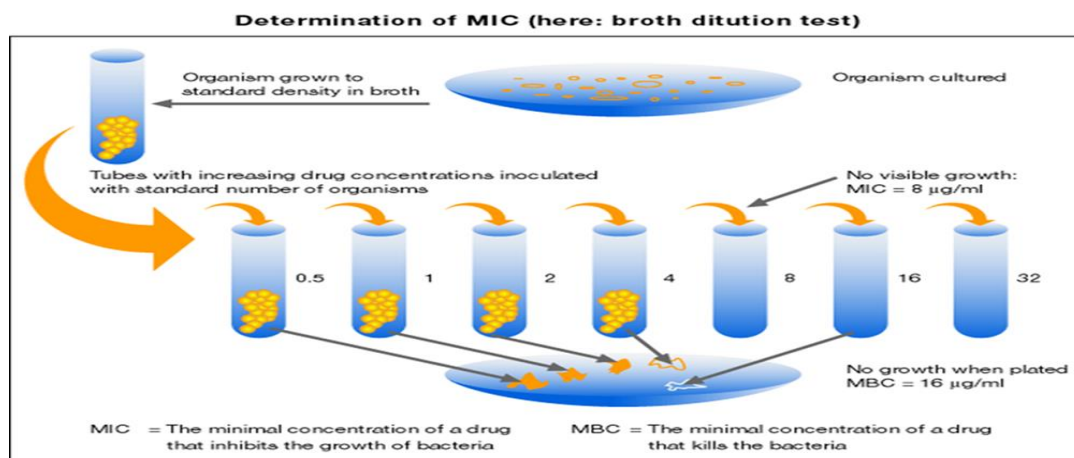 Determination of MIC (here: broth ditution test)
Organism grown to
standard density in broth
Organism cultured
Tubes with increasing drug concentrations inoculated
with standard number of organisms
No visible growth:
MIC = 8 µg/ml
0.5 1 2 4 8 16 32
No growth when plated
MBC = 16 µg/ml
MIC = The minimal concentration of a drug
that inhibits the growth of bacteria
MBC = The minimal concentration of a drug
that kills the bacteria